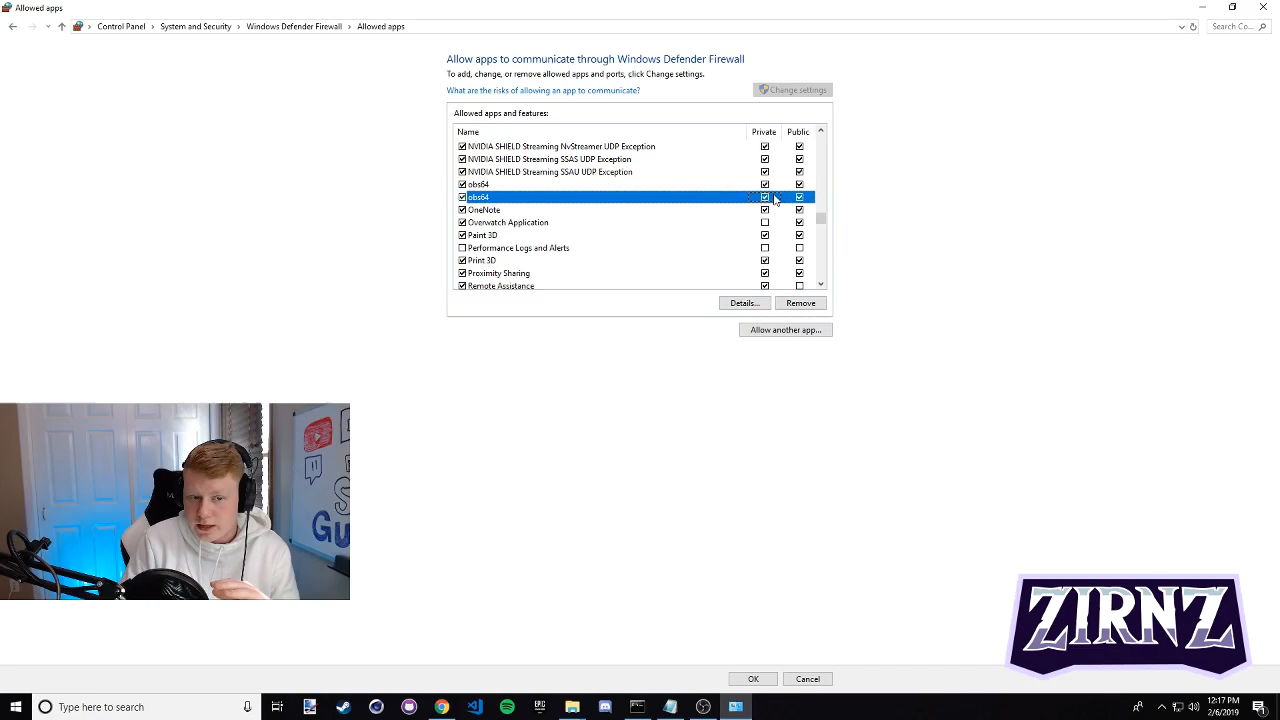 Allowed apps
Control Panel > System and Security > Windows Defender Firewall > Allowed apps
Search Co...
Allow apps to communicate through Windows Defender Firewall
To add, change, or remove allowed apps and ports, click Change settings.
What are the risks of allowing an app to communicate?
Change settings
Allowed apps and features:
Name Private Public
NVIDIA SHIELD Streaming NvStreamer UDP Exception
NVIDIA SHIELD Streaming SSAS UDP Exception
NVIDIA SHIELD Streaming SSAU UDP Exception
obs64
obs64
OneNote
Overwatch Application
Paint 3D
Performance Logs and Alerts
Print 3D
Proximity Sharing
Remote Assistance
Details... Remove
Allow another app...
ZIRNZ
OK Cancel
Type here to search
EPIC
12:17 PM
2/6/2019